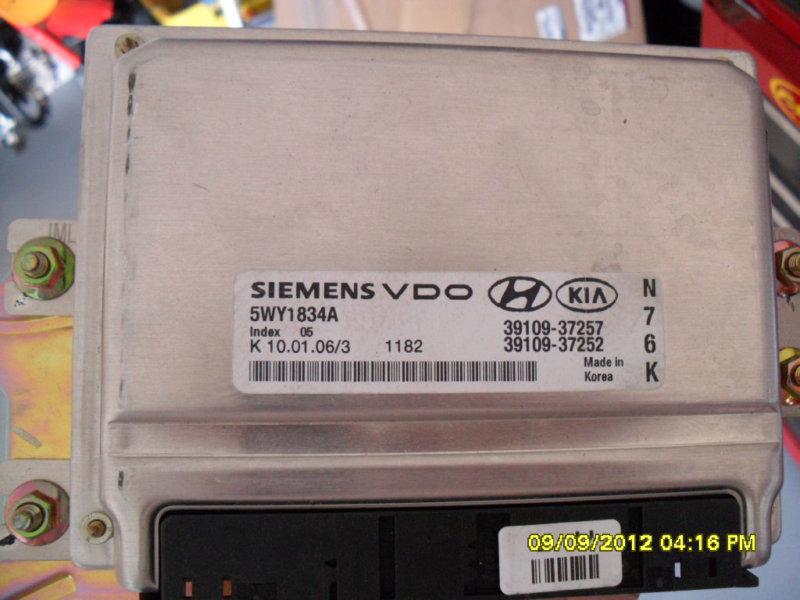 IML
SIEMENS VDO H KIA
5WY1834A
Index 05
K 10.01.06/3 1182
39109-37257
39109-37252
Made in
Korea
N
7
6
K
09/09/2012 04:16 PM